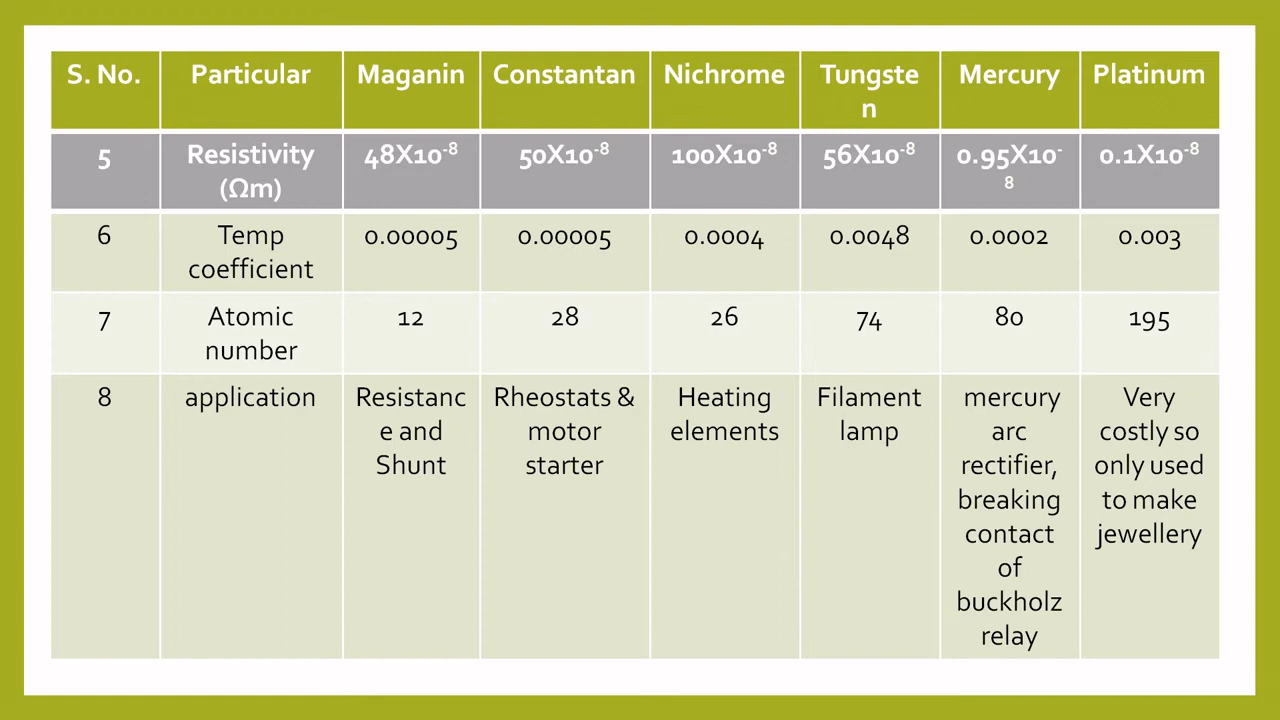 S. No. Particular Maganin Constantan Nichrome Tungste Mercury Platinum
n
5 Resistivity 48X10-8 50X10-8 100X10-8 56X10-8 0.95X10- 0.1X10-8
(Ωm) 8
6 Temp 0.00005 0.00005 0.0004 0.0048 0.0002 0.003
coefficient
7 Atomic 12 28 26 74 80 195
number
8 application Resistanc Rheostats & Heating Filament mercury Very
e and motor elements lamp arc costly so
Shunt starter rectifier, only used
breaking to make
contact jewellery
of
buckholz
relay